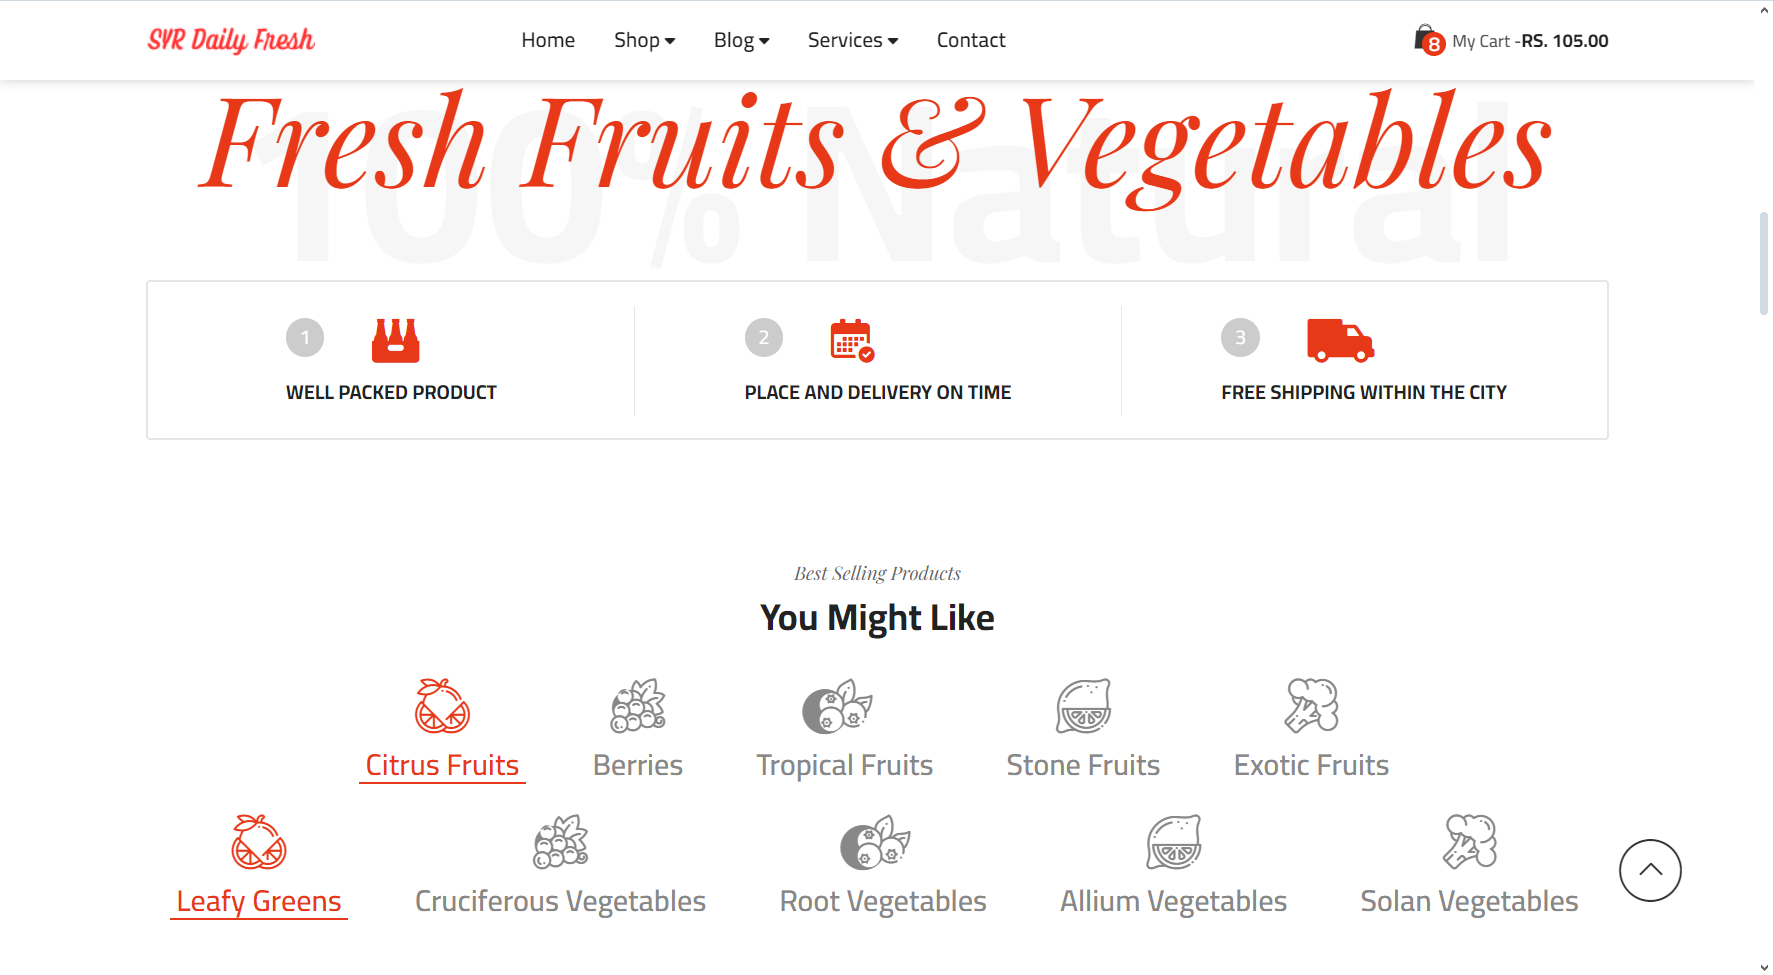 SVR Daily Fresh Home Shop Blog Services Contact 8 My Cart -RS. 105.00
Fresh Fruits & Vegetables
100% Natural
1 2 3
WELL PACKED PRODUCT PLACE AND DELIVERY ON TIME FREE SHIPPING WITHIN THE CITY
Best Selling Products
You Might Like
Citrus Fruits Berries Tropical Fruits Stone Fruits Exotic Fruits
Leafy Greens Cruciferous Vegetables Root Vegetables Allium Vegetables Solan Vegetables